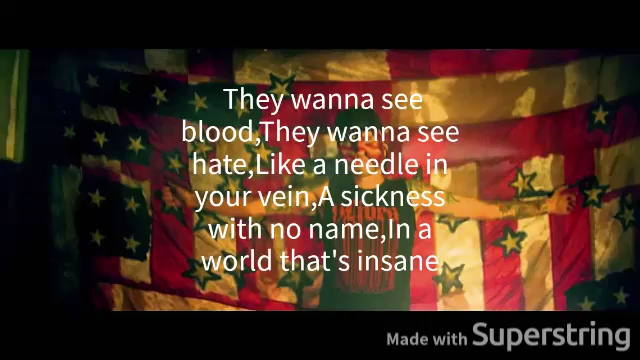 They wanna see
blood,They wanna see
hate,Like a needle in
your vein,A sickness
with no name,In a
world that's insane.
Made with Superstring